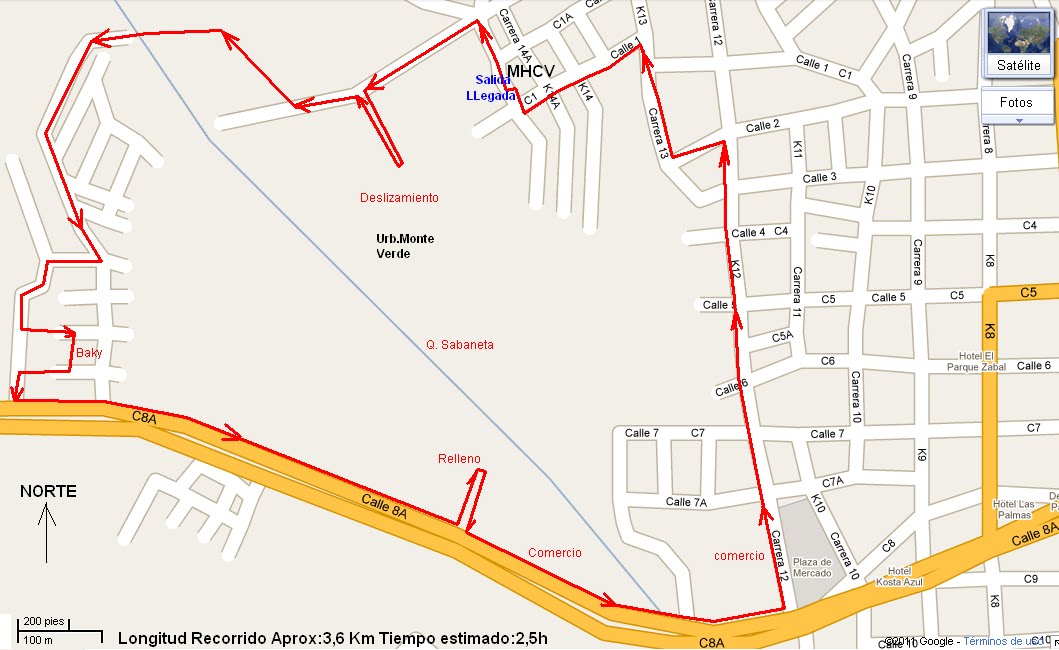 K13
Carrera 12
Carrera 14A
C1A
Calle 1
Satélite
Fotos
MHCV
Salida
LLegada
C1
K14A
K14
Calle 1
C1
Carrera 9
Carrera 13
Calle 2
K11
Calle 3
K10
Deslizamiento
Urb.Monte
Verde
Calle 4
C4
C4
K12
Carrera 11
Carrera 9
K8
C5
Calle 5
C5
C5
K8
C5A
Q. Sabaneta
Baky
C6
Hotel El
Parque Zabal
Calle 6
Calle 6
Carrera 10
C8A
Calle 7
C7
Calle 7
C7
K9
Relleno
NORTE
Calle 8A
Calle 7A
C7A
K10
Hotel Las
Palmas
Calle 8A
Carrera 12
Carrera 10
C8
Comercio
comercio
Plaza de
Mercado
Hotel
Kosta Azul
C9
K8
200 pies
100 m
Longitud Recorrido Aprox:3,6 Km Tiempo estimado:2,5h
C8A
©2011 Google - Términos de uso
C10